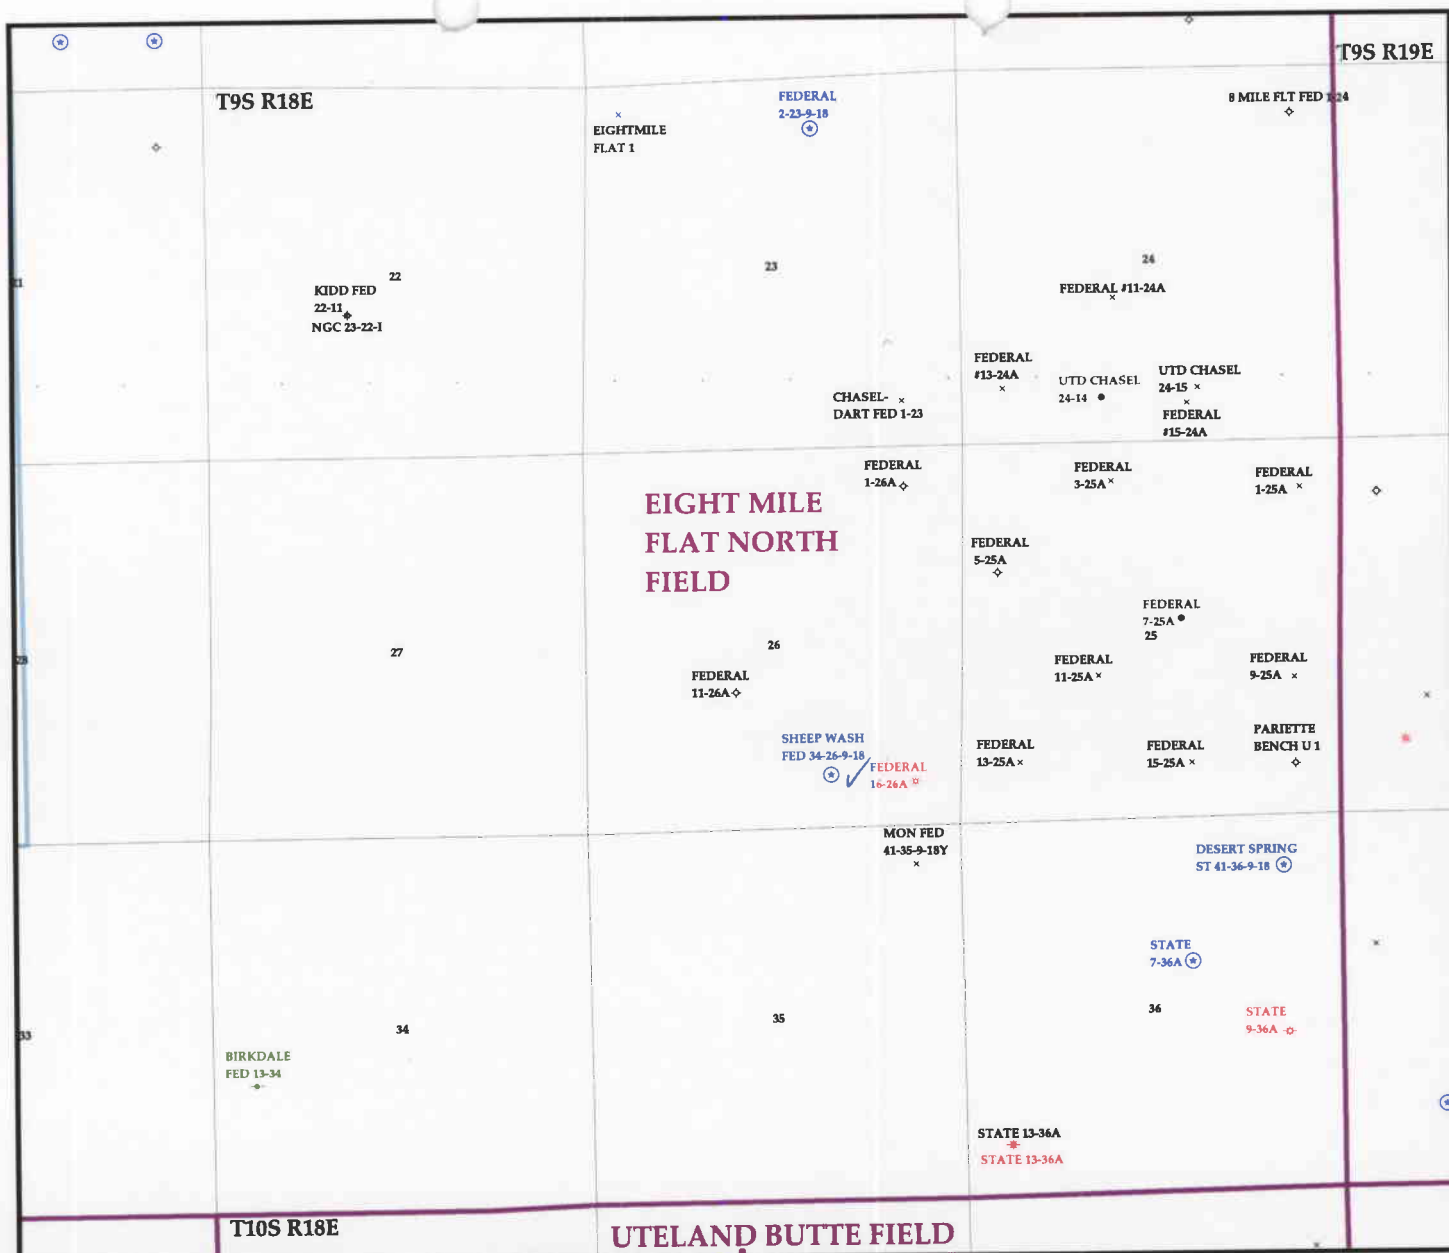 T9S R19E
T9S R18E
8 MILE FLT FED 1-24
FEDERAL
2-23-9-18
EIGHTMILE
FLAT 1
21
22
23
24
KIDD FED
22-11
NGC 23-22-I
FEDERAL #11-24A
FEDERAL
#13-24A
UTD CHASEL
24-14
UTD CHASEL
24-15
FEDERAL
#15-24A
CHASEL-
DART FED 1-23
FEDERAL
1-26A
FEDERAL
3-25A
FEDERAL
1-25A
EIGHT MILE
FLAT NORTH
FIELD
FEDERAL
5-25A
FEDERAL
7-25A
25
28
27
26
FEDERAL
11-26A
FEDERAL
11-25A
FEDERAL
9-25A
SHEEP WASH
FED 34-26-9-18
FEDERAL
16-26A
FEDERAL
13-25A
FEDERAL
15-25A
PARIETTE
BENCH U 1
MON FED
41-35-9-18Y
DESERT SPRING
ST 41-36-9-18
STATE
7-36A
33
34
35
36
STATE
9-36A
BIRKDALE
FED 13-34
STATE 13-36A
STATE 13-36A
T10S R18E
UTELAND BUTTE FIELD